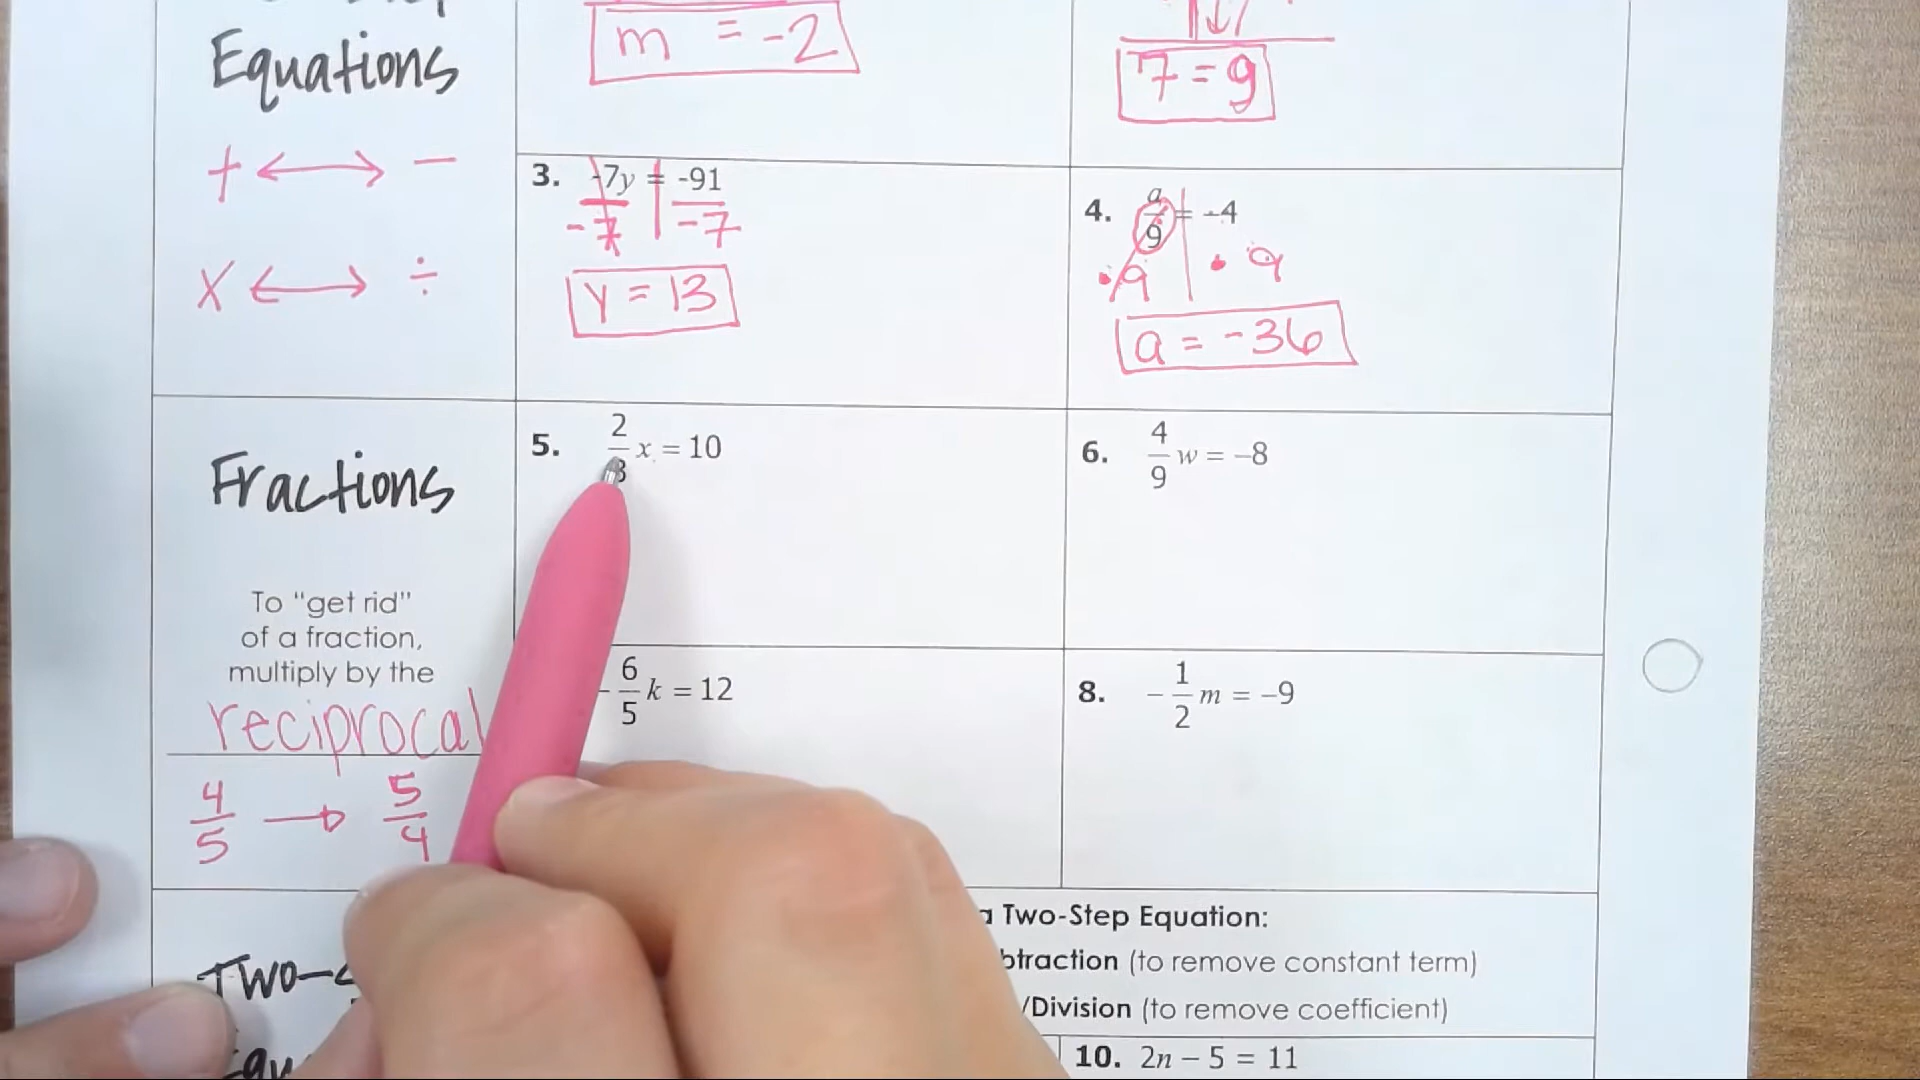 Equations
+ ↔ −
x ↔ ÷
m = -2
7 = 9
3. -7y = -91
-7 -7
y = 13
4. a/9 = -4
· 9 · 9
a = -36
Fractions
To "get rid"
of a fraction,
multiply by the
reciprocal
4/5 → 5/4
5. 2/3 x = 10
6. 4/9 w = -8
-6/5 k = 12
8. -1/2 m = -9
Two-Step Equation:
(to remove constant term)
/Division (to remove coefficient)
10. 2n − 5 = 11